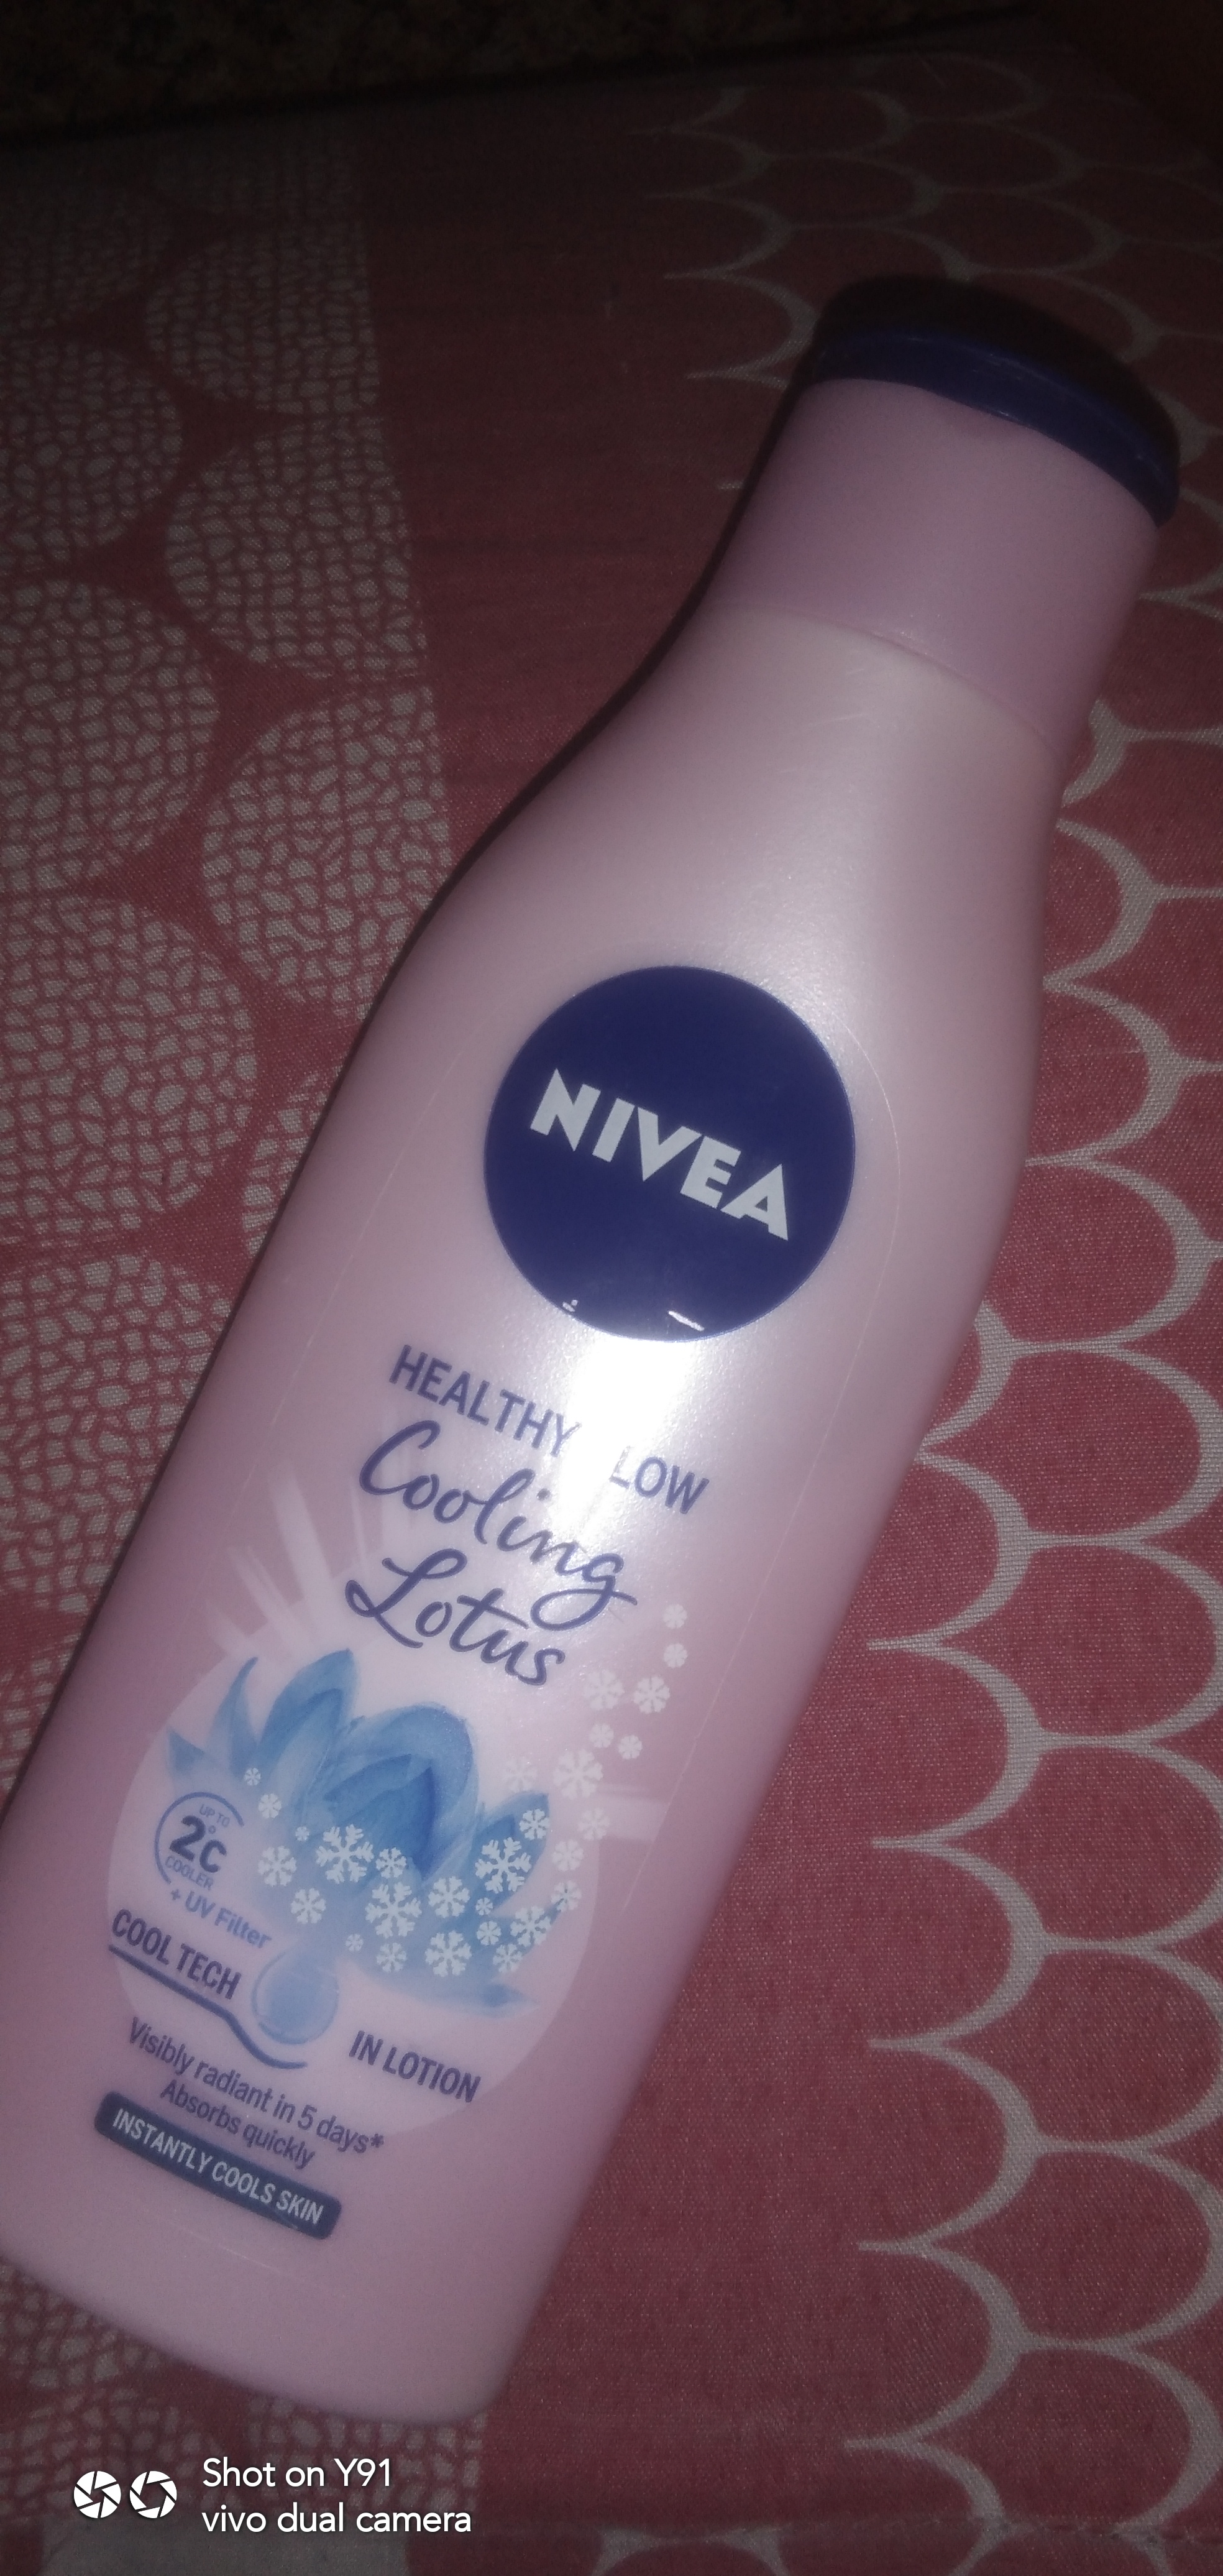 NIVEA
HEALTHY LOW
Cooling
Lotus
UP TO
2°C
COOLER
+ UV Filter
COOL TECH
IN LOTION
Visibly radiant in 5 days*
Absorbs quickly
INSTANTLY COOLS SKIN
Shot on Y91
vivo dual camera